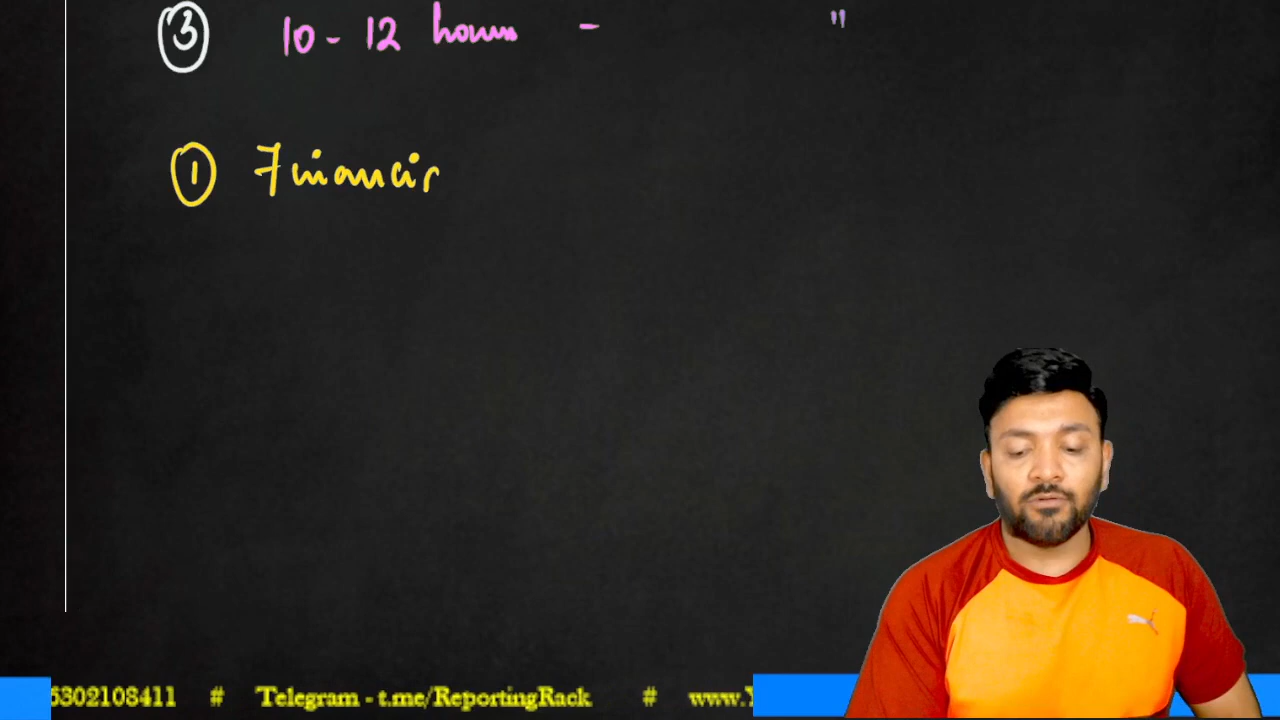 ③ 10 - 12 hours - "
① Financi
6302108411 # Telegram - t.me/ReportingRack # www.